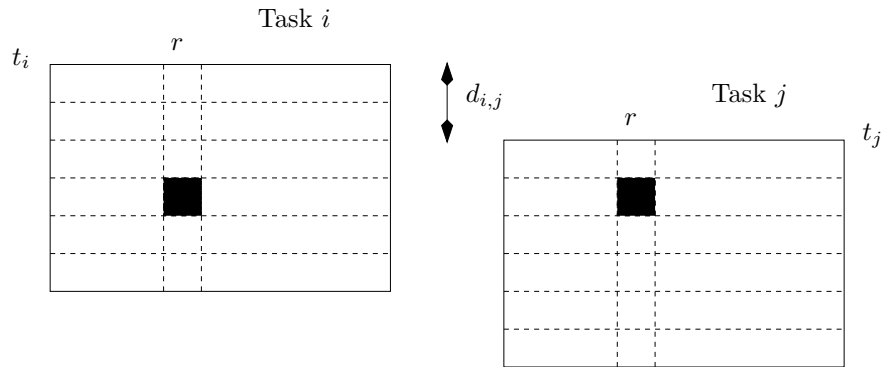 Task i
r
t_i
d_{i,j}
Task j
r
t_j